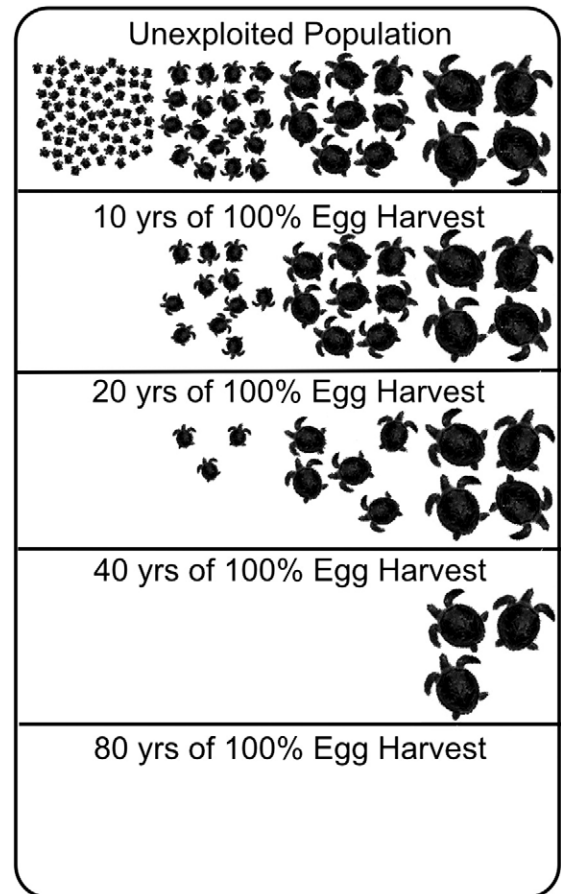 Unexploited Population
10 yrs of 100% Egg Harvest
20 yrs of 100% Egg Harvest
40 yrs of 100% Egg Harvest
80 yrs of 100% Egg Harvest